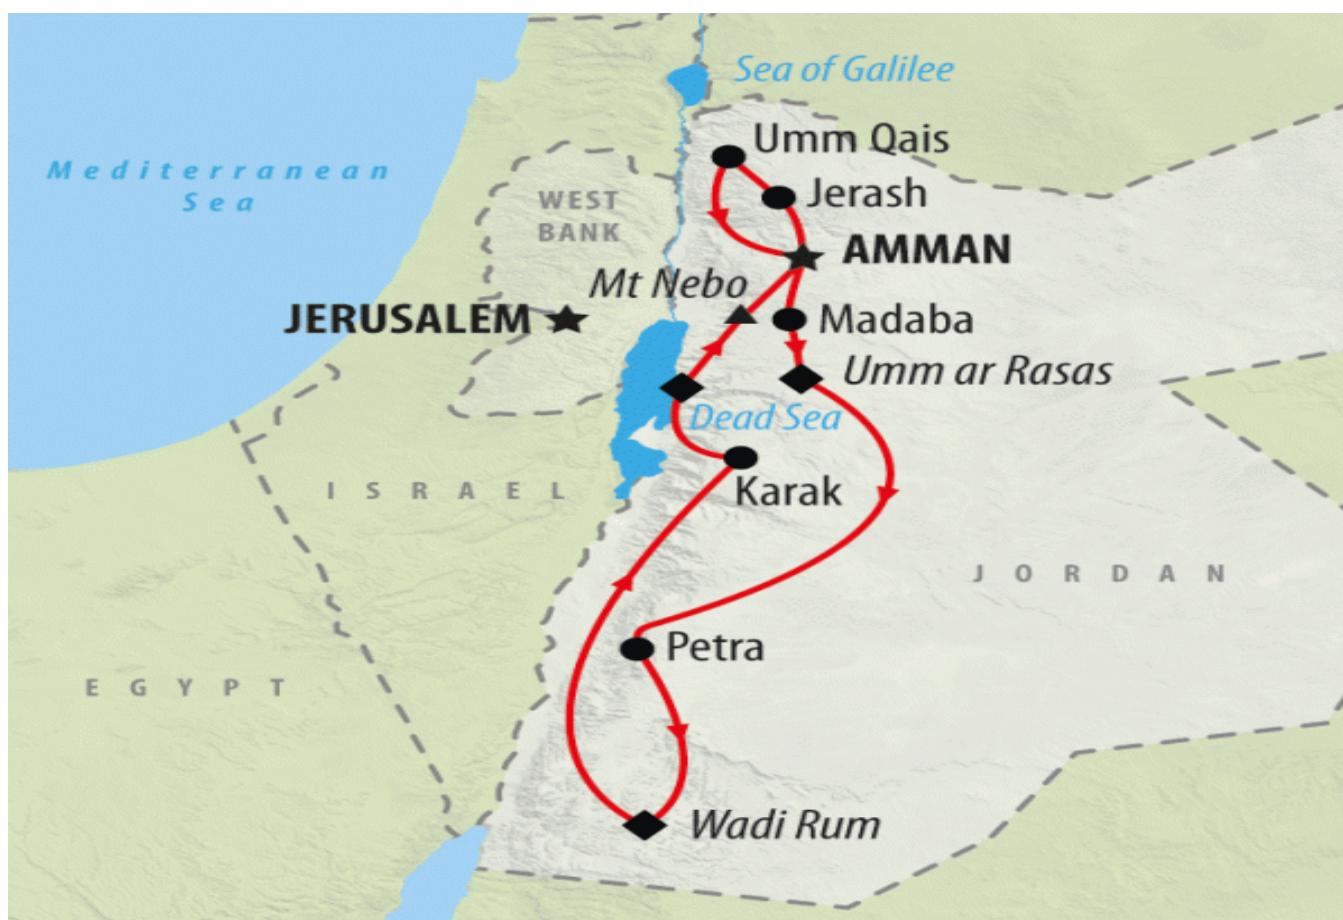 Sea of Galilee
Umm Qais
Mediterranean
Sea
WEST
BANK
Jerash
AMMAN
Mt Nebo
JERUSALEM
Madaba
Umm ar Rasas
Dead Sea
ISRAEL
Karak
JORDAN
Petra
EGYPT
Wadi Rum